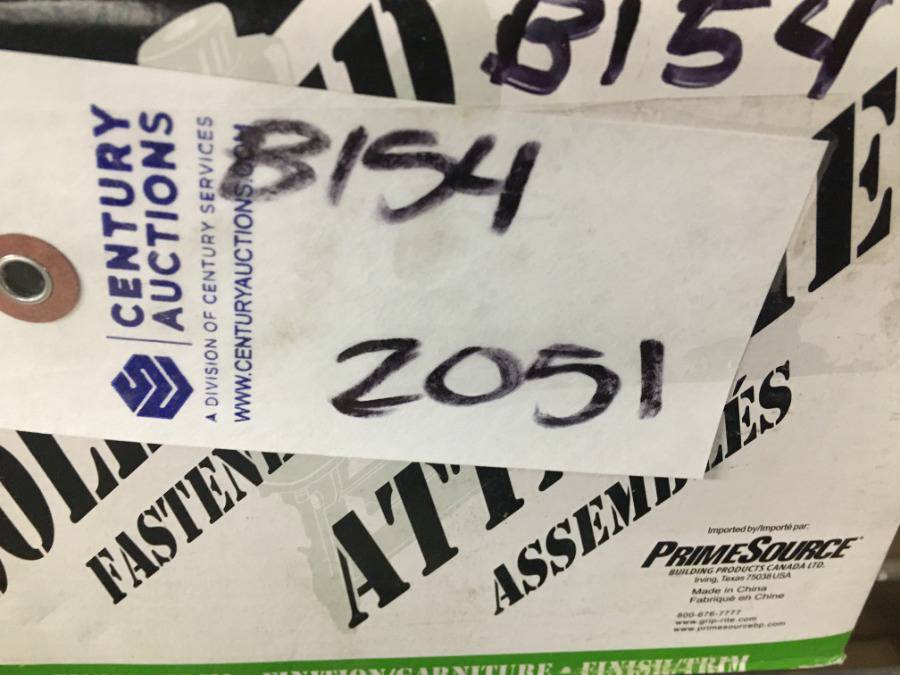 B154
CENTURY
AUCTIONS
A DIVISION OF CENTURY SERVICES
WWW.CENTURYAUCTIONS.COM
B154
2051
FASTEN
ATT
ASSEMBLÉS
Imported by/Importé par:
PRIMESOURCE
BUILDING PRODUCTS CANADA LTD.
Irving, Texas 75038 USA
Made in China
Fabriqué en Chine
800-676-7777
www.grip-rite.com
www.primesourcebp.com
FINITION/GARNITURE • FINISH/TRIM